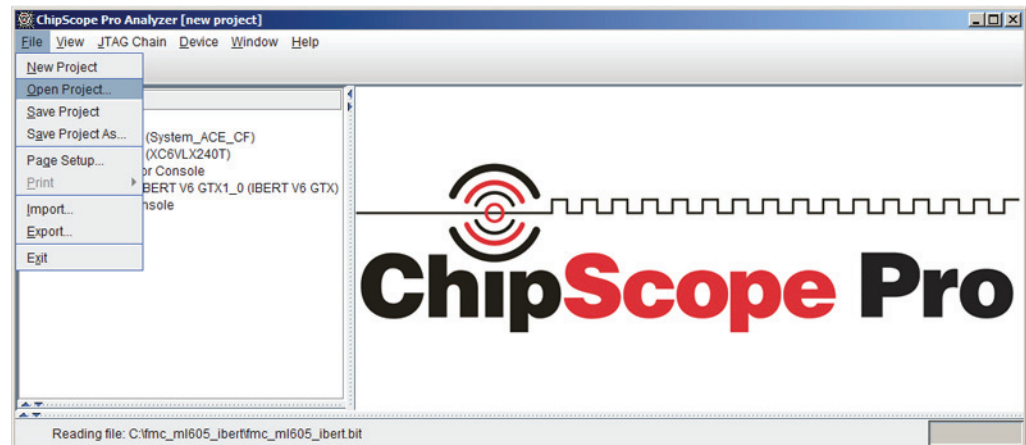 ChipScope Pro Analyzer [new project]
File View JTAG Chain Device Window Help
New Project
Open Project...
Save Project
Save Project As...
Page Setup...
Print
Import...
Export...
Exit
(System_ACE_CF)
(XC6VLX240T)
or Console
BERT V6 GTX1_0 (IBERT V6 GTX)
nsole
ChipScope Pro
Reading file: C:\fmc_ml605_ibert\fmc_ml605_ibert.bit